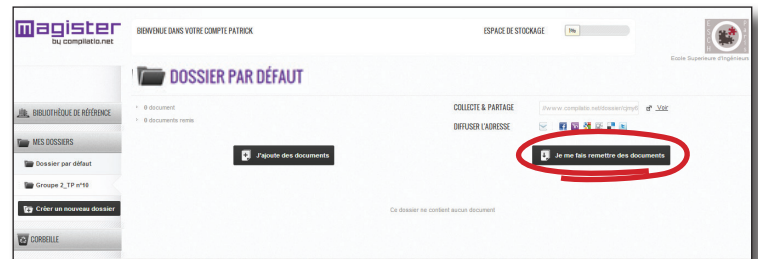 magister
by compilatio.net
BIENVENUE DANS VOTRE COMPTE PATRICK
ESPACE DE STOCKAGE
1%
Ecole Superieure d'Ingénieurs
DOSSIER PAR DÉFAUT
0 document
0 documents remis
COLLECTE & PARTAGE
Voir
DIFFUSER L'ADRESSE
BIBLIOTHÈQUE DE RÉFÉRENCE
MES DOSSIERS
Dossier par défaut
Groupe 2_TP n°10
Créer un nouveau dossier
CORBEILLE
J'ajoute des documents
Je me fais remettre des documents
Ce dossier ne contient aucun document